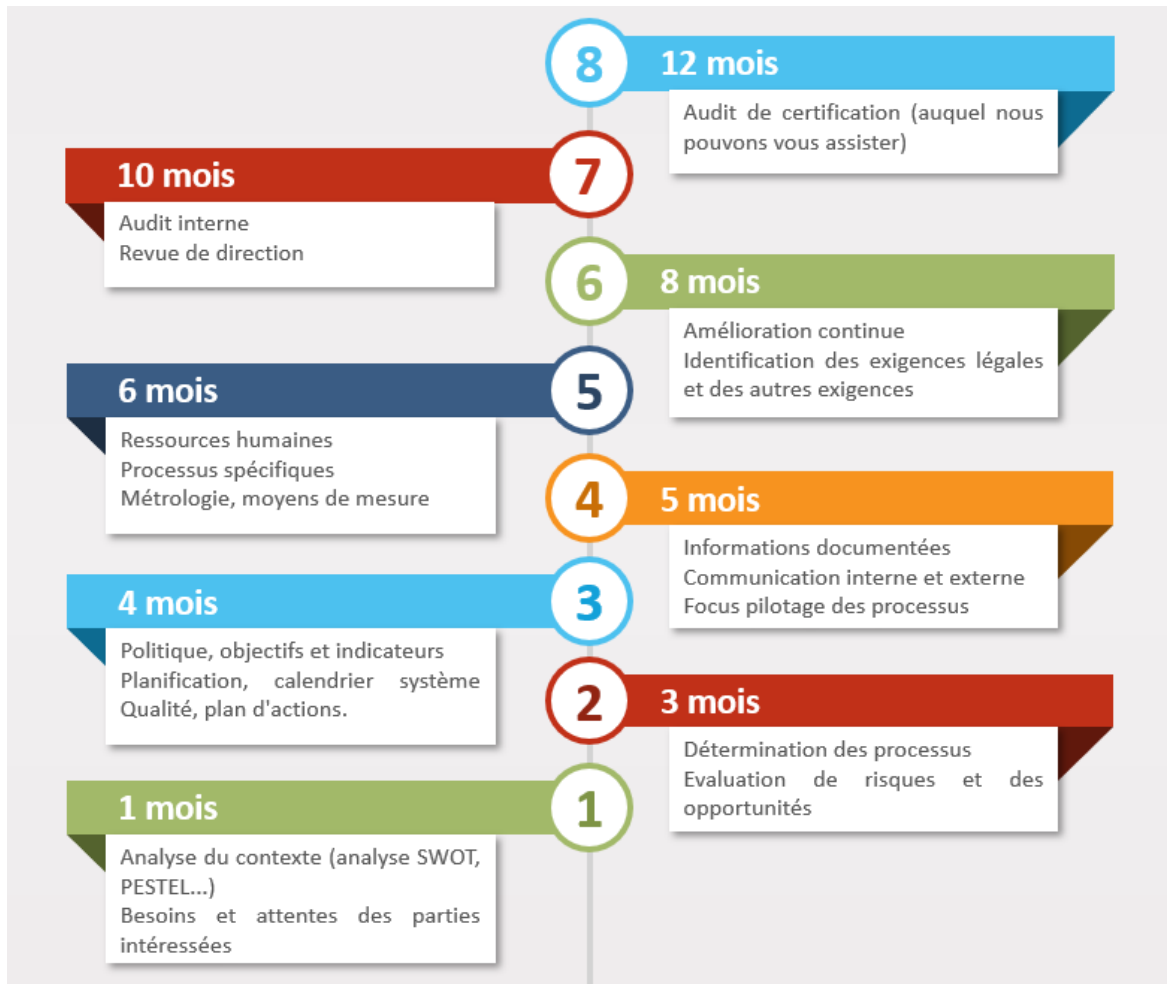 8
12 mois
Audit de certification (auquel nous
pouvons vous assister)
7
10 mois
Audit interne
Revue de direction
6
8 mois
Amélioration continue
Identification des exigences légales
et des autres exigences
5
6 mois
Ressources humaines
Processus spécifiques
Métrologie, moyens de mesure
4
5 mois
Informations documentées
Communication interne et externe
Focus pilotage des processus
3
4 mois
Politique, objectifs et indicateurs
Planification, calendrier système
Qualité, plan d'actions.
2
3 mois
Détermination des processus
Evaluation de risques et des
opportunités
1
1 mois
Analyse du contexte (analyse SWOT,
PESTEL...)
Besoins et attentes des parties
intéressées